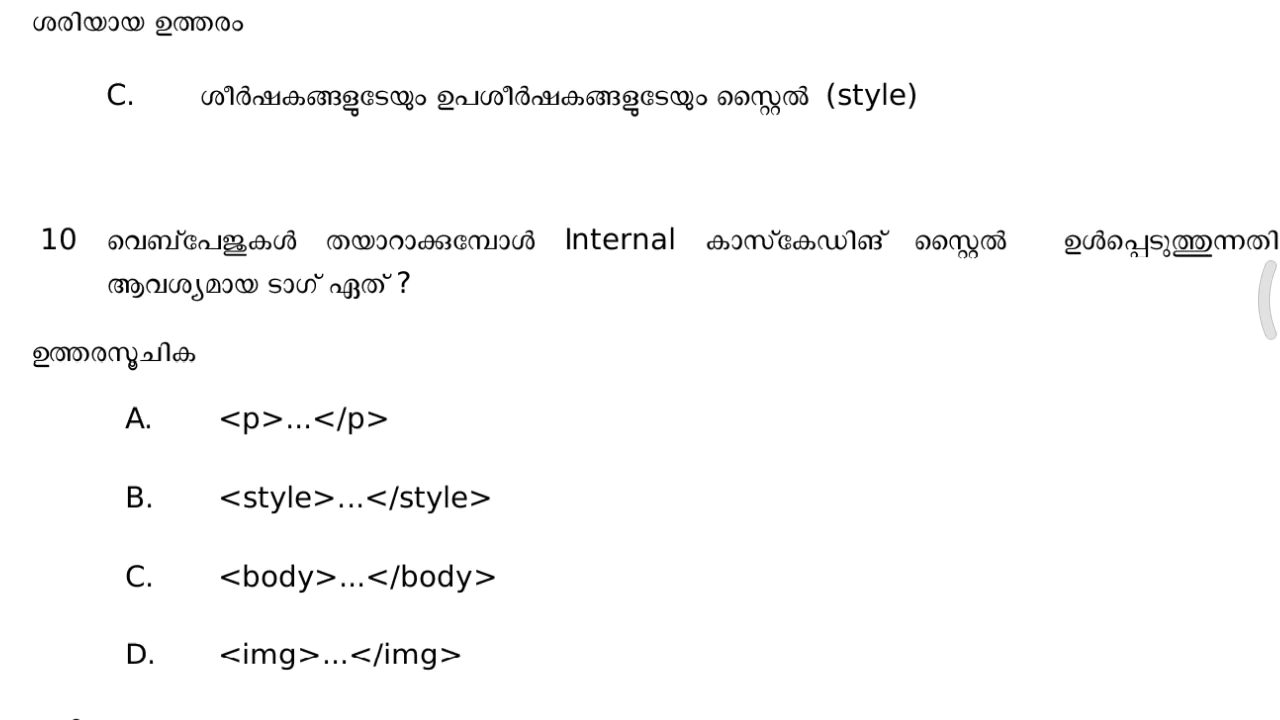 ശരിയായ ഉത്തരം
C. ശീർഷകങ്ങളുടേയും ഉപശീർഷകങ്ങളുടേയും സ്റ്റൈൽ (style)
10 വെബ്പേജുകൾ തയാറാക്കുമ്പോൾ Internal കാസ്കേഡിങ് സ്റ്റൈൽ ഉൾപ്പെടുത്തുന്നതി
ആവശ്യമായ ടാഗ് ഏത് ?
ഉത്തരസൂചിക
A. <p>...</p>
B. <style>...</style>
C. <body>...</body>
D. <img>...</img>